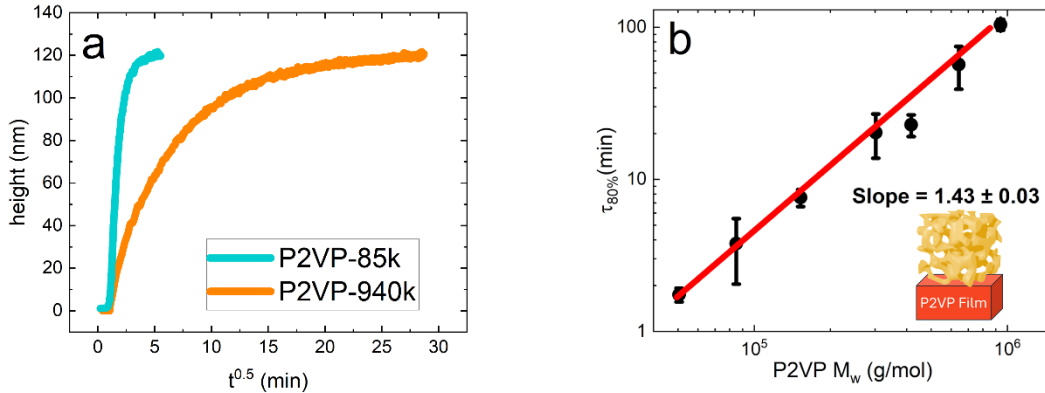 a
height (nm)
140
120
100
80
60
40
20
0
P2VP-85k
P2VP-940k
0 5 10 15 20 25 30
t^0.5 (min)
b
τ80%(min)
100
10
1
Slope = 1.43 ± 0.03
P2VP Film
10^5 10^6
P2VP Mw (g/mol)